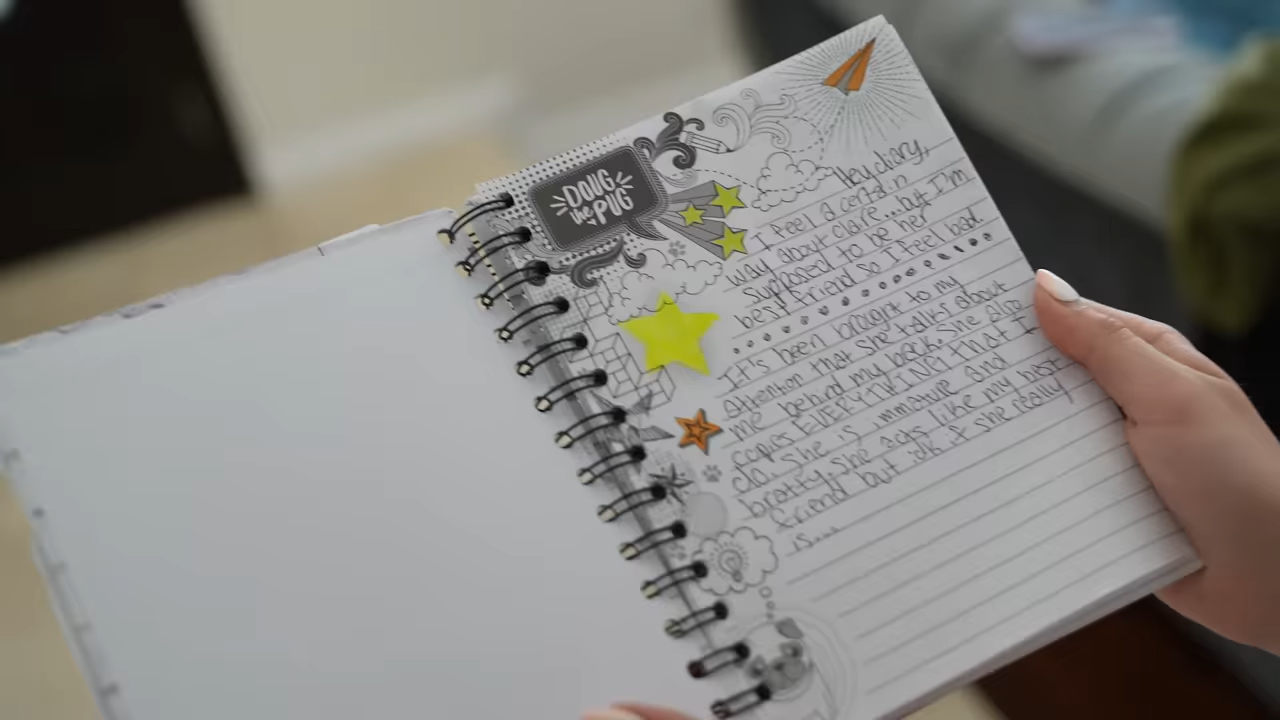 DOUG
the PUG
Hey diary,
I feel a certain
way about claire...but I'm
supposed to be her
best friend so I feel bad.
It's been brought to my
Attention that she talks about
me behind my back. She also
copies EVERYTHING that I
do. She is immature and
bratty. She acts like my best
friend but idk if she really
is....